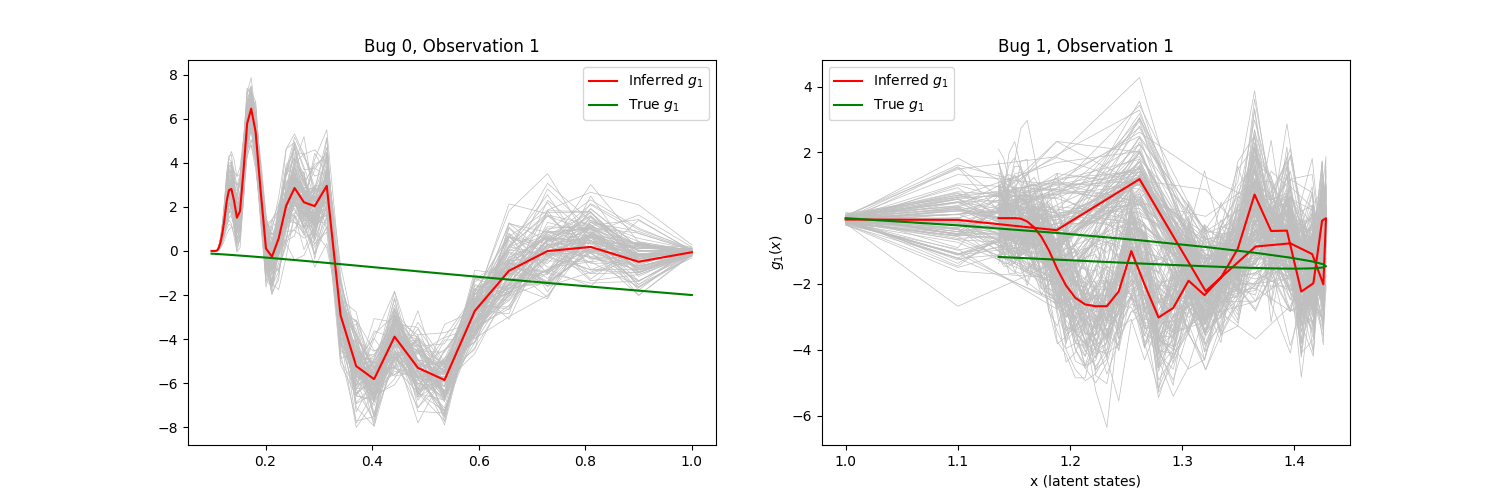 Bug 0, Observation 1
8
6
4
2
0
−2
−4
−6
−8
0.2 0.4 0.6 0.8 1.0
Inferred g₁
True g₁
Bug 1, Observation 1
4
2
0
−2
−4
−6
g₁(x)
1.0 1.1 1.2 1.3 1.4
x (latent states)
Inferred g₁
True g₁